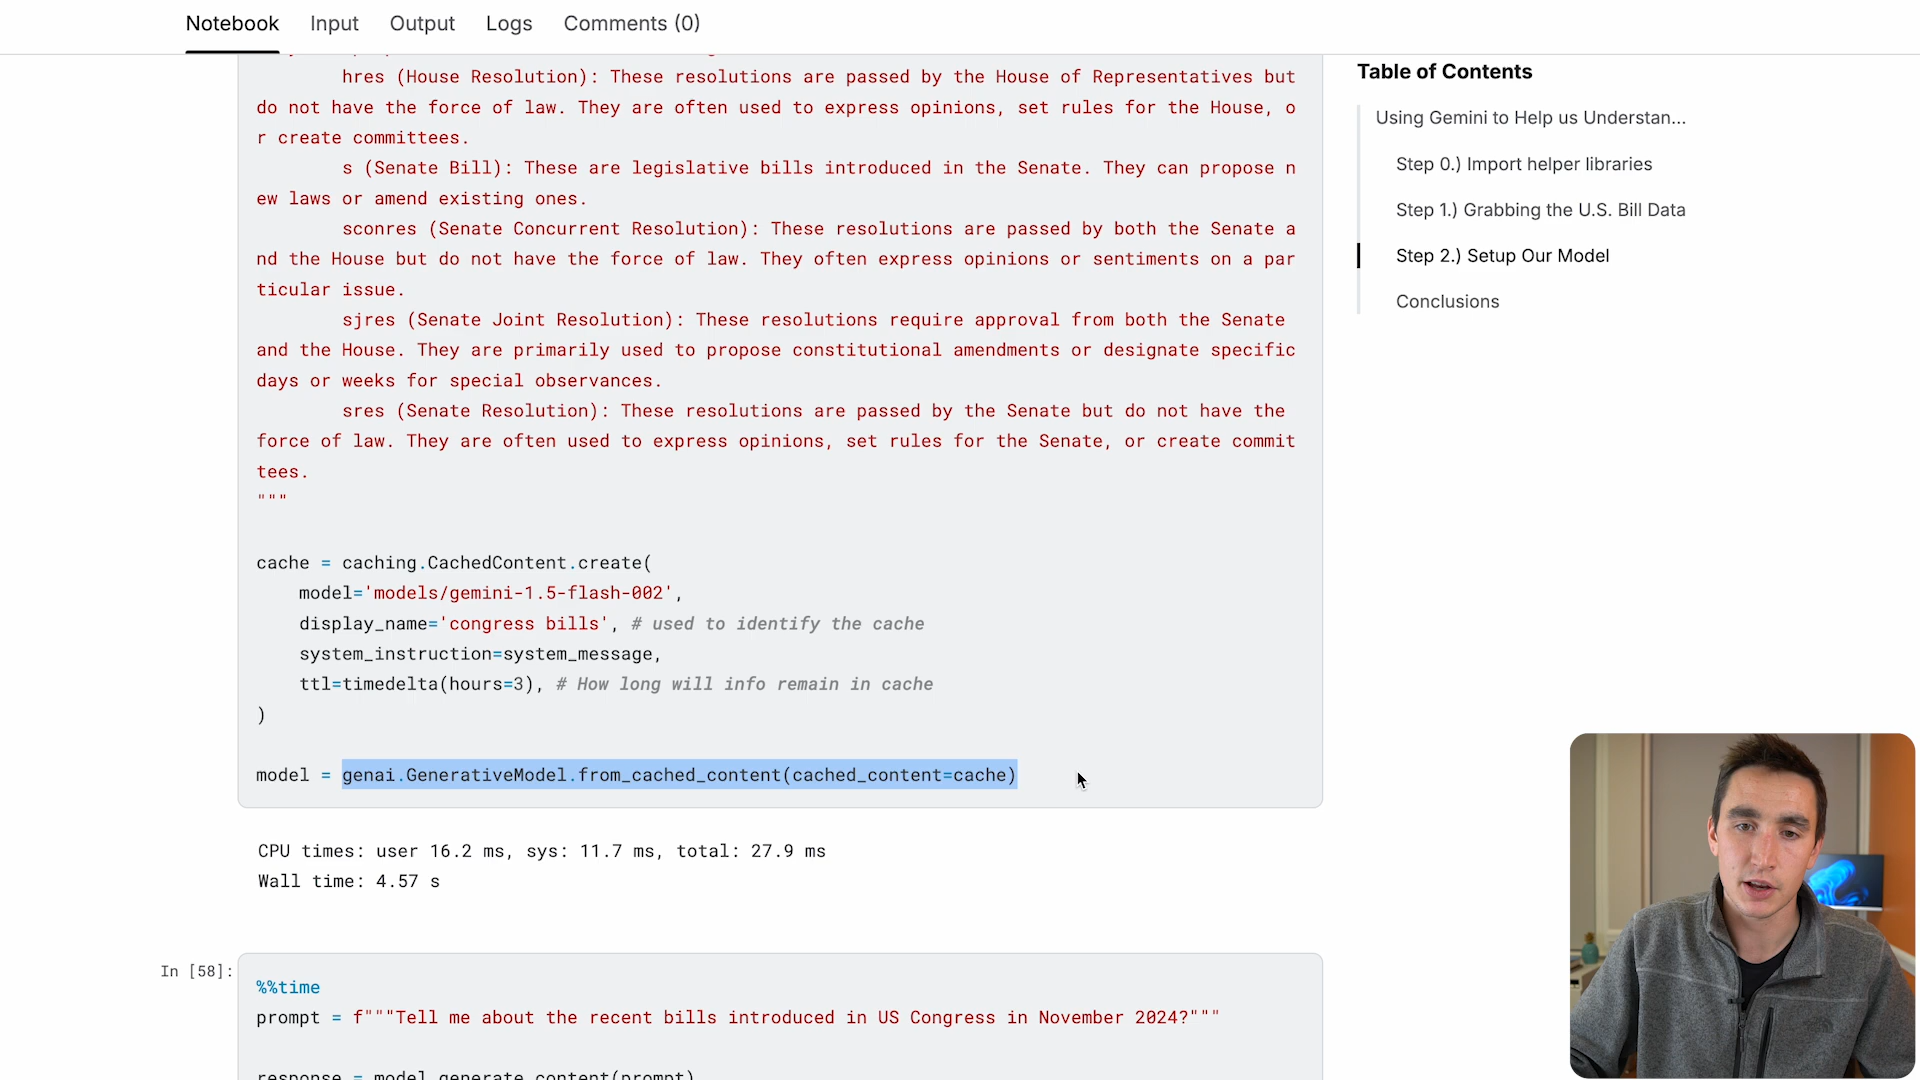 Notebook Input Output Logs Comments (0)
hres (House Resolution): These resolutions are passed by the House of Representatives but
do not have the force of law. They are often used to express opinions, set rules for the House, o
r create committees.
s (Senate Bill): These are legislative bills introduced in the Senate. They can propose n
ew laws or amend existing ones.
sconres (Senate Concurrent Resolution): These resolutions are passed by both the Senate a
nd the House but do not have the force of law. They often express opinions or sentiments on a par
ticular issue.
sjres (Senate Joint Resolution): These resolutions require approval from both the Senate
and the House. They are primarily used to propose constitutional amendments or designate specific
days or weeks for special observances.
sres (Senate Resolution): These resolutions are passed by the Senate but do not have the
force of law. They are often used to express opinions, set rules for the Senate, or create commit
tees.
"""
cache = caching.CachedContent.create(
model='models/gemini-1.5-flash-002',
display_name='congress bills', # used to identify the cache
system_instruction=system_message,
ttl=timedelta(hours=3), # How long will info remain in cache
)
model = genai.GenerativeModel.from_cached_content(cached_content=cache)
CPU times: user 16.2 ms, sys: 11.7 ms, total: 27.9 ms
Wall time: 4.57 s
In [58]:
%%time
prompt = f"""Tell me about the recent bills introduced in US Congress in November 2024?"""
response = model.generate_content(prompt)
Table of Contents
Using Gemini to Help us Understan...
Step 0.) Import helper libraries
Step 1.) Grabbing the U.S. Bill Data
Step 2.) Setup Our Model
Conclusions